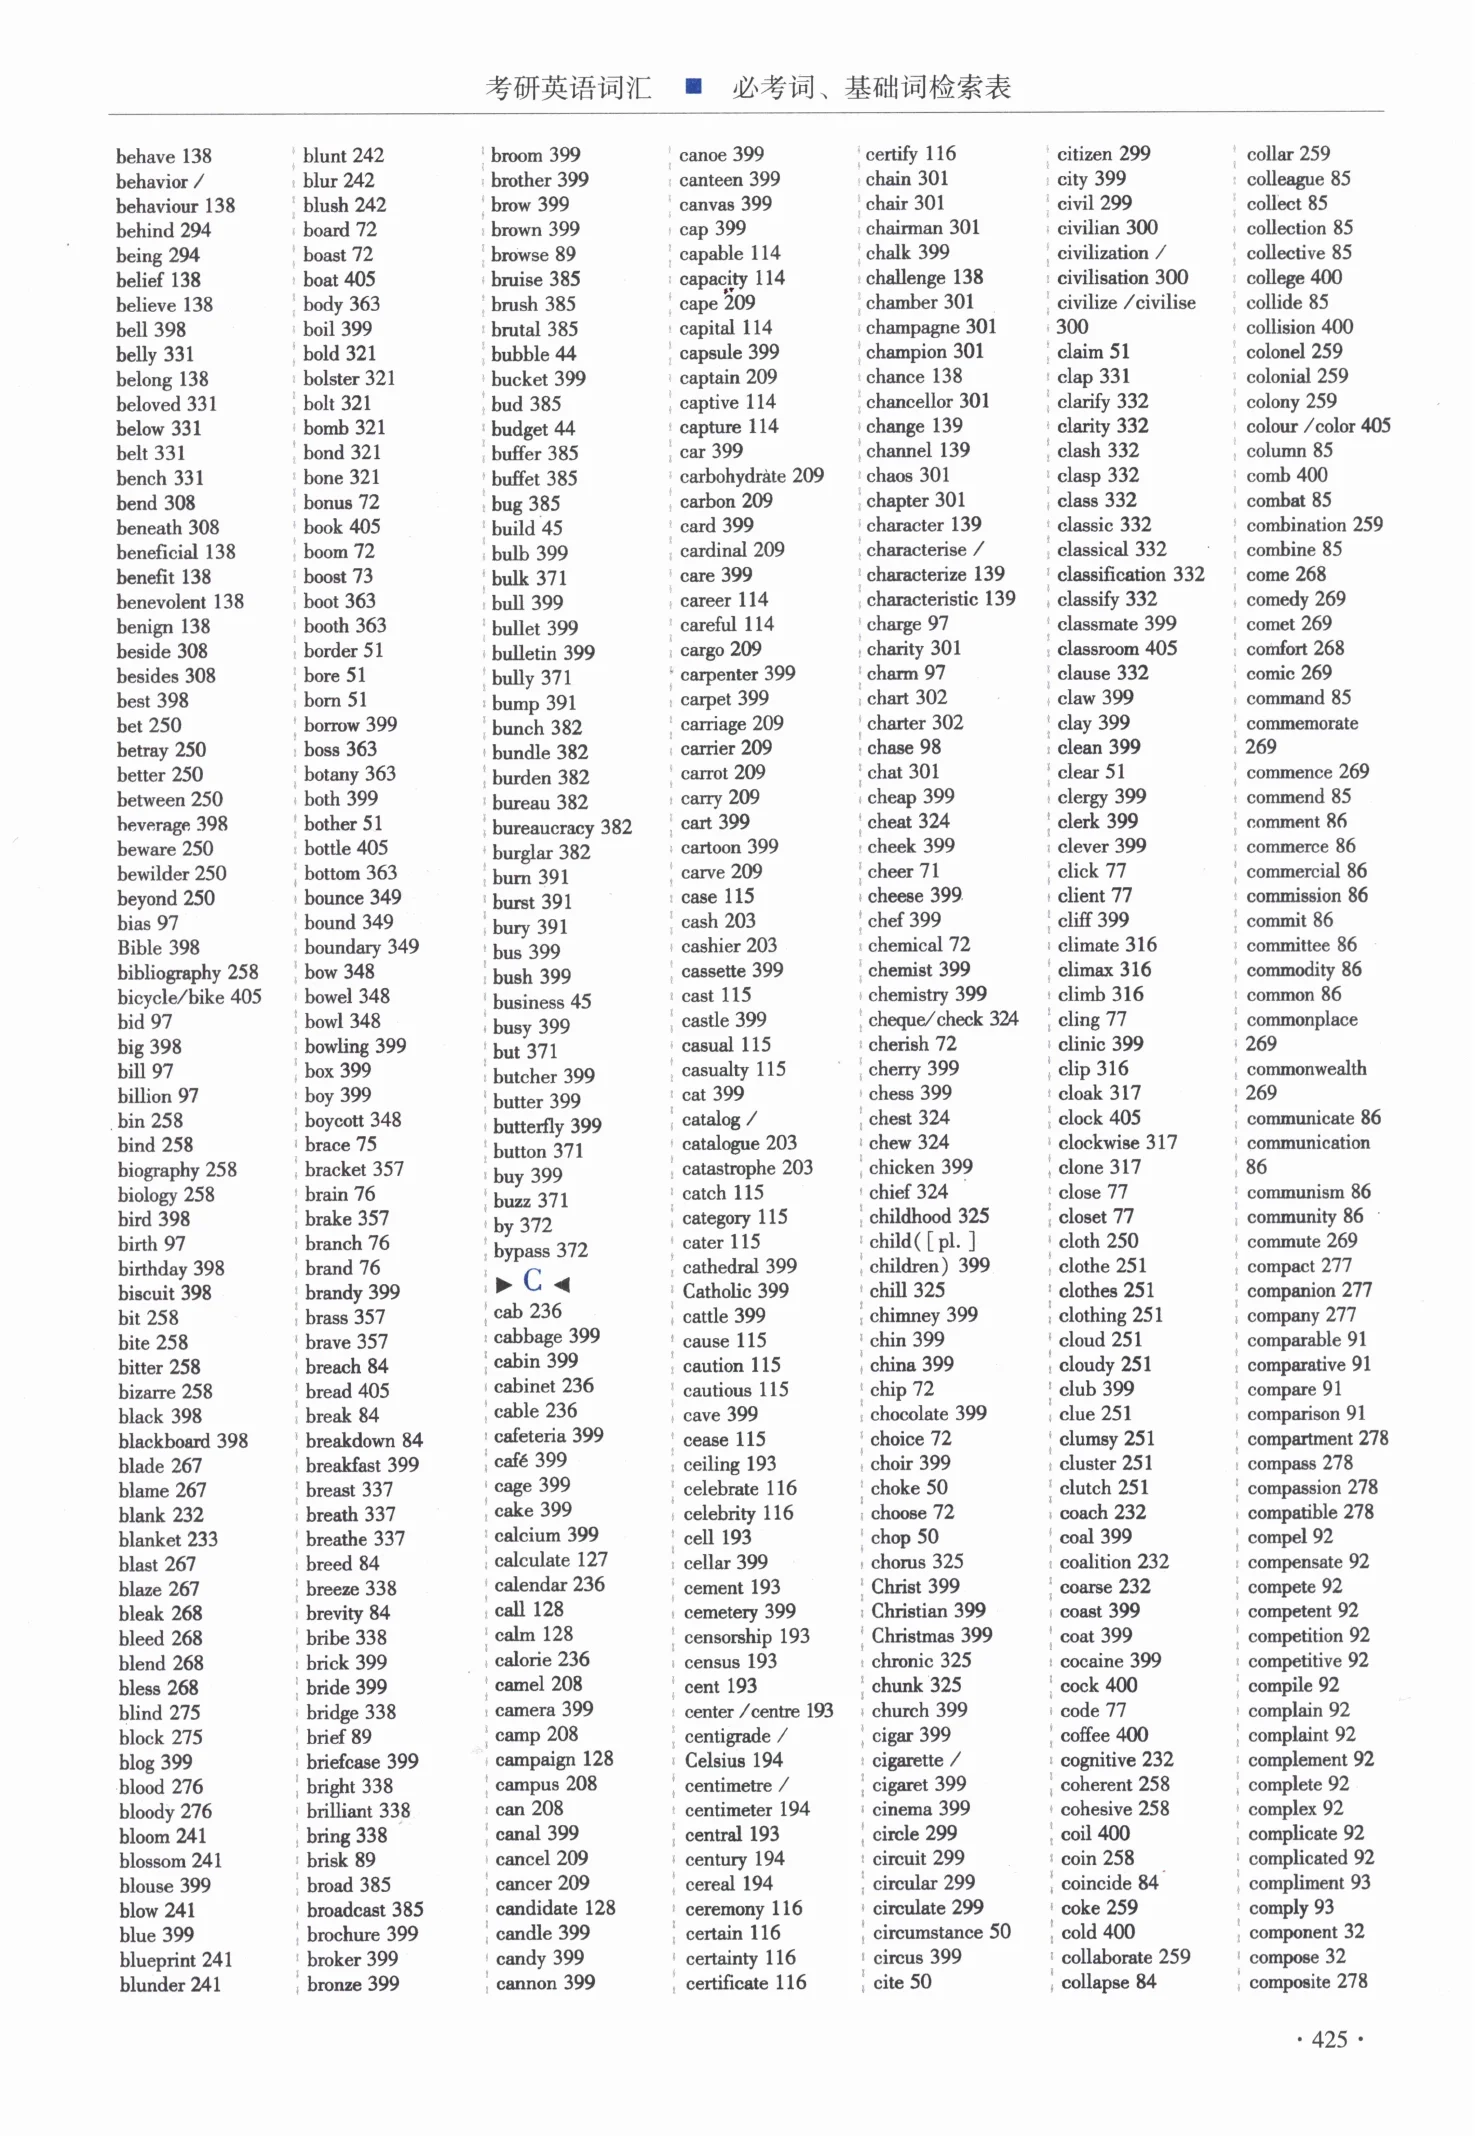 考研英语词汇 ■ 必考词、基础词检索表
behave 138
behavior /
behaviour 138
behind 294
being 294
belief 138
believe 138
bell 398
belly 331
belong 138
beloved 331
below 331
belt 331
bench 331
bend 308
beneath 308
beneficial 138
benefit 138
benevolent 138
benign 138
beside 308
besides 308
best 398
bet 250
betray 250
better 250
between 250
beverage 398
beware 250
bewilder 250
beyond 250
bias 97
Bible 398
bibliography 258
bicycle/bike 405
bid 97
big 398
bill 97
billion 97
bin 258
bind 258
biography 258
biology 258
bird 398
birth 97
birthday 398
biscuit 398
bit 258
bite 258
bitter 258
bizarre 258
black 398
blackboard 398
blade 267
blame 267
blank 232
blanket 233
blast 267
blaze 267
bleak 268
bleed 268
blend 268
bless 268
blind 275
block 275
blog 399
blood 276
bloody 276
bloom 241
blossom 241
blouse 399
blow 241
blue 399
blueprint 241
blunder 241
blunt 242
blur 242
blush 242
board 72
boast 72
boat 405
body 363
boil 399
bold 321
bolster 321
bolt 321
bomb 321
bond 321
bone 321
bonus 72
book 405
boom 72
boost 73
boot 363
booth 363
border 51
bore 51
born 51
borrow 399
boss 363
botany 363
both 399
bother 51
bottle 405
bottom 363
bounce 349
bound 349
boundary 349
bow 348
bowel 348
bowl 348
bowling 399
box 399
boy 399
boycott 348
brace 75
bracket 357
brain 76
brake 357
branch 76
brand 76
brandy 399
brass 357
brave 357
breach 84
bread 405
break 84
breakdown 84
breakfast 399
breast 337
breath 337
breathe 337
breed 84
breeze 338
brevity 84
bribe 338
brick 399
bride 399
bridge 338
brief 89
briefcase 399
bright 338
brilliant 338
bring 338
brisk 89
broad 385
broadcast 385
brochure 399
broker 399
bronze 399
broom 399
brother 399
brow 399
brown 399
browse 89
bruise 385
brush 385
brutal 385
bubble 44
bucket 399
bud 385
budget 44
buffer 385
buffet 385
bug 385
build 45
bulb 399
bulk 371
bull 399
bullet 399
bulletin 399
bully 371
bump 391
bunch 382
bundle 382
burden 382
bureau 382
bureaucracy 382
burglar 382
burn 391
burst 391
bury 391
bus 399
bush 399
business 45
busy 399
but 371
butcher 399
butter 399
butterfly 399
button 371
buy 399
buzz 371
by 372
bypass 372
▶ C ◀
cab 236
cabbage 399
cabin 399
cabinet 236
cable 236
cafeteria 399
café 399
cage 399
cake 399
calcium 399
calculate 127
calendar 236
call 128
calm 128
calorie 236
camel 208
camera 399
camp 208
campaign 128
campus 208
can 208
canal 399
cancel 209
cancer 209
candidate 128
candle 399
candy 399
cannon 399
canoe 399
canteen 399
canvas 399
cap 399
capable 114
capacity 114
cape 209
capital 114
capsule 399
captain 209
captive 114
capture 114
car 399
carbohydrate 209
carbon 209
card 399
cardinal 209
care 399
career 114
careful 114
cargo 209
carpenter 399
carpet 399
carriage 209
carrier 209
carrot 209
carry 209
cart 399
cartoon 399
carve 209
case 115
cash 203
cashier 203
cassette 399
cast 115
castle 399
casual 115
casualty 115
cat 399
catalog /
catalogue 203
catastrophe 203
catch 115
category 115
cater 115
cathedral 399
Catholic 399
cattle 399
cause 115
caution 115
cautious 115
cave 399
cease 115
ceiling 193
celebrate 116
celebrity 116
cell 193
cellar 399
cement 193
cemetery 399
censorship 193
census 193
cent 193
center /centre 193
centigrade /
Celsius 194
centimetre /
centimeter 194
central 193
century 194
cereal 194
ceremony 116
certain 116
certainty 116
certificate 116
certify 116
chain 301
chair 301
chairman 301
chalk 399
challenge 138
chamber 301
champagne 301
champion 301
chance 138
chancellor 301
change 139
channel 139
chaos 301
chapter 301
character 139
characterise /
characterize 139
characteristic 139
charge 97
charity 301
charm 97
chart 302
charter 302
chase 98
chat 301
cheap 399
cheat 324
cheek 399
cheer 71
cheese 399
chef 399
chemical 72
chemist 399
chemistry 399
cheque/check 324
cherish 72
cherry 399
chess 399
chest 324
chew 324
chicken 399
chief 324
childhood 325
child([pl. ]
children) 399
chill 325
chimney 399
chin 399
china 399
chip 72
chocolate 399
choice 72
choir 399
choke 50
choose 72
chop 50
chorus 325
Christ 399
Christian 399
Christmas 399
chronic 325
chunk 325
church 399
cigar 399
cigarette /
cigaret 399
cinema 399
circle 299
circuit 299
circular 299
circulate 299
circumstance 50
circus 399
cite 50
citizen 299
city 399
civil 299
civilian 300
civilization /
civilisation 300
civilize /civilise
300
claim 51
clap 331
clarify 332
clarity 332
clash 332
clasp 332
class 332
classic 332
classical 332
classification 332
classify 332
classmate 399
classroom 405
clause 332
claw 399
clay 399
clean 399
clear 51
clergy 399
clerk 399
clever 399
click 77
client 77
cliff 399
climate 316
climax 316
climb 316
cling 77
clinic 399
clip 316
cloak 317
clock 405
clockwise 317
clone 317
close 77
closet 77
cloth 250
clothe 251
clothes 251
clothing 251
cloud 251
cloudy 251
club 399
clue 251
clumsy 251
cluster 251
clutch 251
coach 232
coal 399
coalition 232
coarse 232
coast 399
coat 399
cocaine 399
cock 400
code 77
coffee 400
cognitive 232
coherent 258
cohesive 258
coil 400
coin 258
coincide 84
coke 259
cold 400
collaborate 259
collapse 84
collar 259
colleague 85
collect 85
collection 85
collective 85
college 400
collide 85
collision 400
colonel 259
colonial 259
colony 259
colour /color 405
column 85
comb 400
combat 85
combination 259
combine 85
come 268
comedy 269
comet 269
comfort 268
comic 269
command 85
commemorate
269
commence 269
commend 85
comment 86
commerce 86
commercial 86
commission 86
commit 86
committee 86
commodity 86
common 86
commonplace
269
commonwealth
269
communicate 86
communication
86
communism 86
community 86
commute 269
compact 277
companion 277
company 277
comparable 91
comparative 91
compare 91
comparison 91
compartment 278
compass 278
compassion 278
compatible 278
compel 92
compensate 92
compete 92
competent 92
competition 92
competitive 92
compile 92
complain 92
complaint 92
complement 92
complete 92
complex 92
complicate 92
complicated 92
compliment 93
comply 93
component 32
compose 32
composite 278
· 425 ·